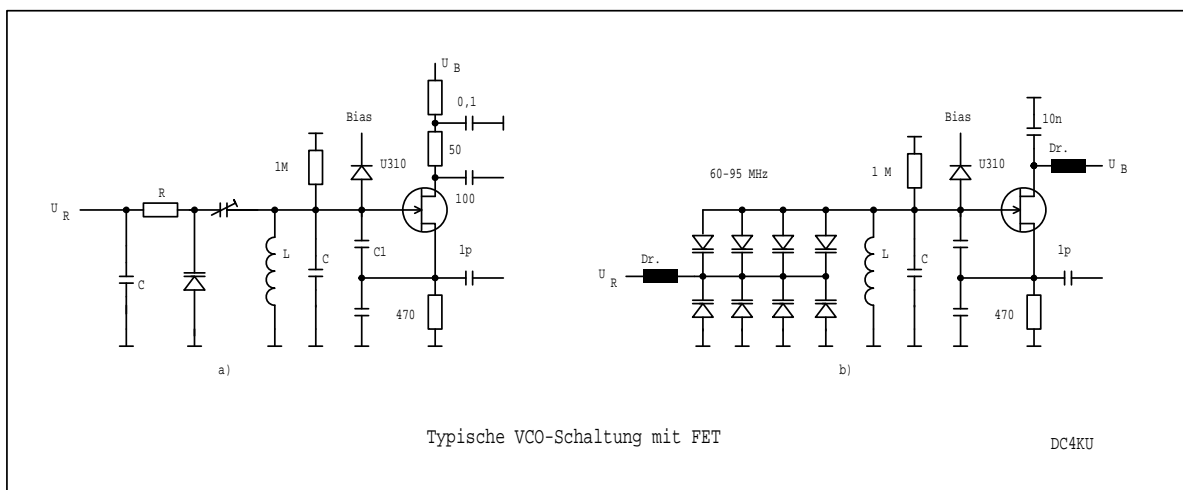 U B
0,1
Bias
50
1M
U310
R
100
U R
L
C
C1
1p
C
470
a)
10n
Bias
Dr.
U B
1 M
U310
60-95 MHz
Dr.
U R
L
C
1p
470
b)
Typische VCO-Schaltung mit FET
DC4KU